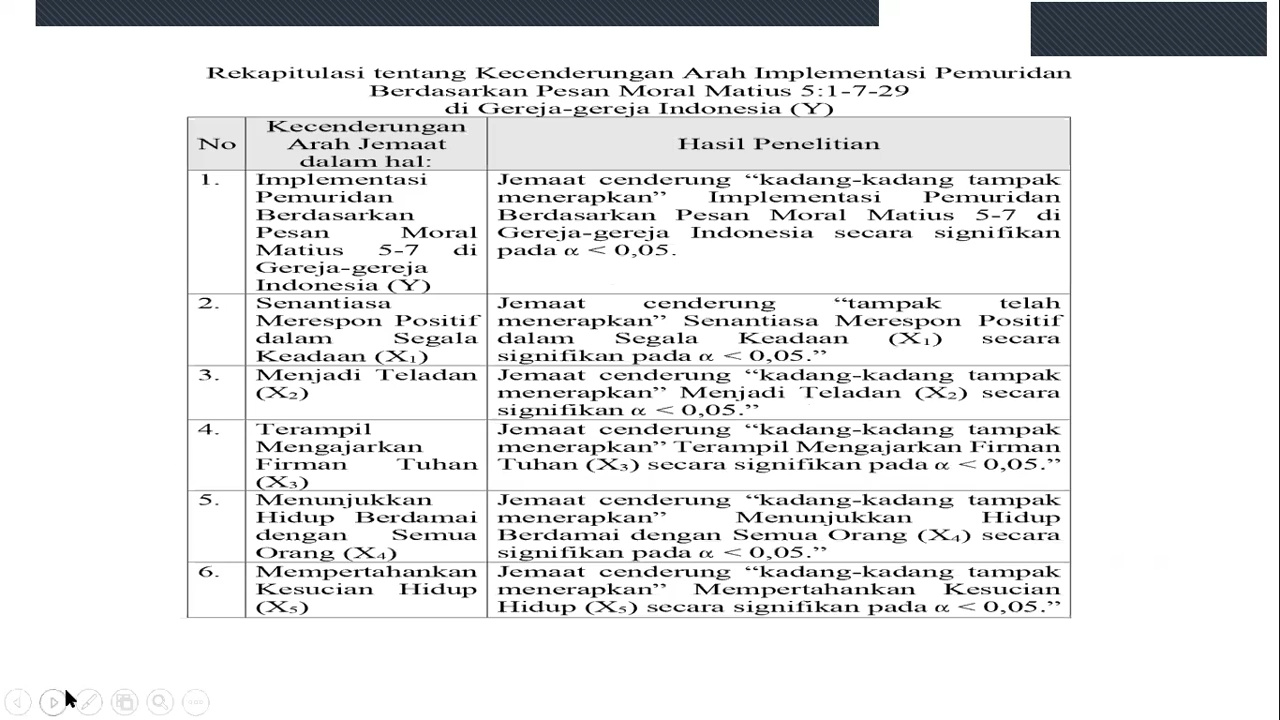 Rekapitulasi tentang Kecenderungan Arah Implementasi Pemuridan
Berdasarkan Pesan Moral Matius 5:1-7-29
di Gereja-gereja Indonesia (Y)
No
Kecenderungan
Arah Jemaat
dalam hal:
Hasil Penelitian
1.
Implementasi
Pemuridan
Berdasarkan
Pesan Moral
Matius 5-7 di
Gereja-gereja
Indonesia (Y)
Jemaat cenderung “kadang-kadang tampak
menerapkan” Implementasi Pemuridan
Berdasarkan Pesan Moral Matius 5-7 di
Gereja-gereja Indonesia secara signifikan
pada α < 0,05.
2.
Senantiasa
Merespon Positif
dalam Segala
Keadaan (X₁)
Jemaat cenderung “tampak telah
menerapkan” Senantiasa Merespon Positif
dalam Segala Keadaan (X₁) secara
signifikan pada α < 0,05.”
3.
Menjadi Teladan
(X₂)
Jemaat cenderung “kadang-kadang tampak
menerapkan” Menjadi Teladan (X₂) secara
signifikan α < 0,05.”
4.
Terampil
Mengajarkan
Firman Tuhan
(X₃)
Jemaat cenderung “kadang-kadang tampak
menerapkan” Terampil Mengajarkan Firman
Tuhan (X₃) secara signifikan pada α < 0,05.”
5.
Menunjukkan
Hidup Berdamai
dengan Semua
Orang (X₄)
Jemaat cenderung “kadang-kadang tampak
menerapkan” Menunjukkan Hidup
Berdamai dengan Semua Orang (X₄) secara
signifikan pada α < 0,05.”
6.
Mempertahankan
Kesucian Hidup
(X₅)
Jemaat cenderung “kadang-kadang tampak
menerapkan” Mempertahankan Kesucian
Hidup (X₅) secara signifikan pada α < 0,05.”